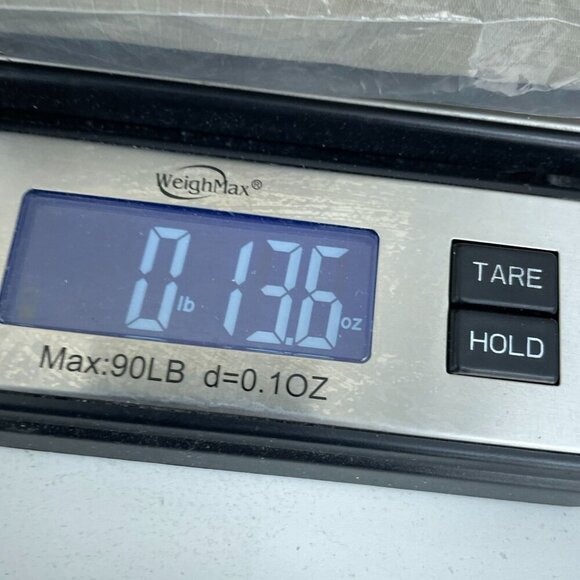 WeighMax®
0 lb 13.6 oz
TARE
HOLD
Max:90LB d=0.1OZ